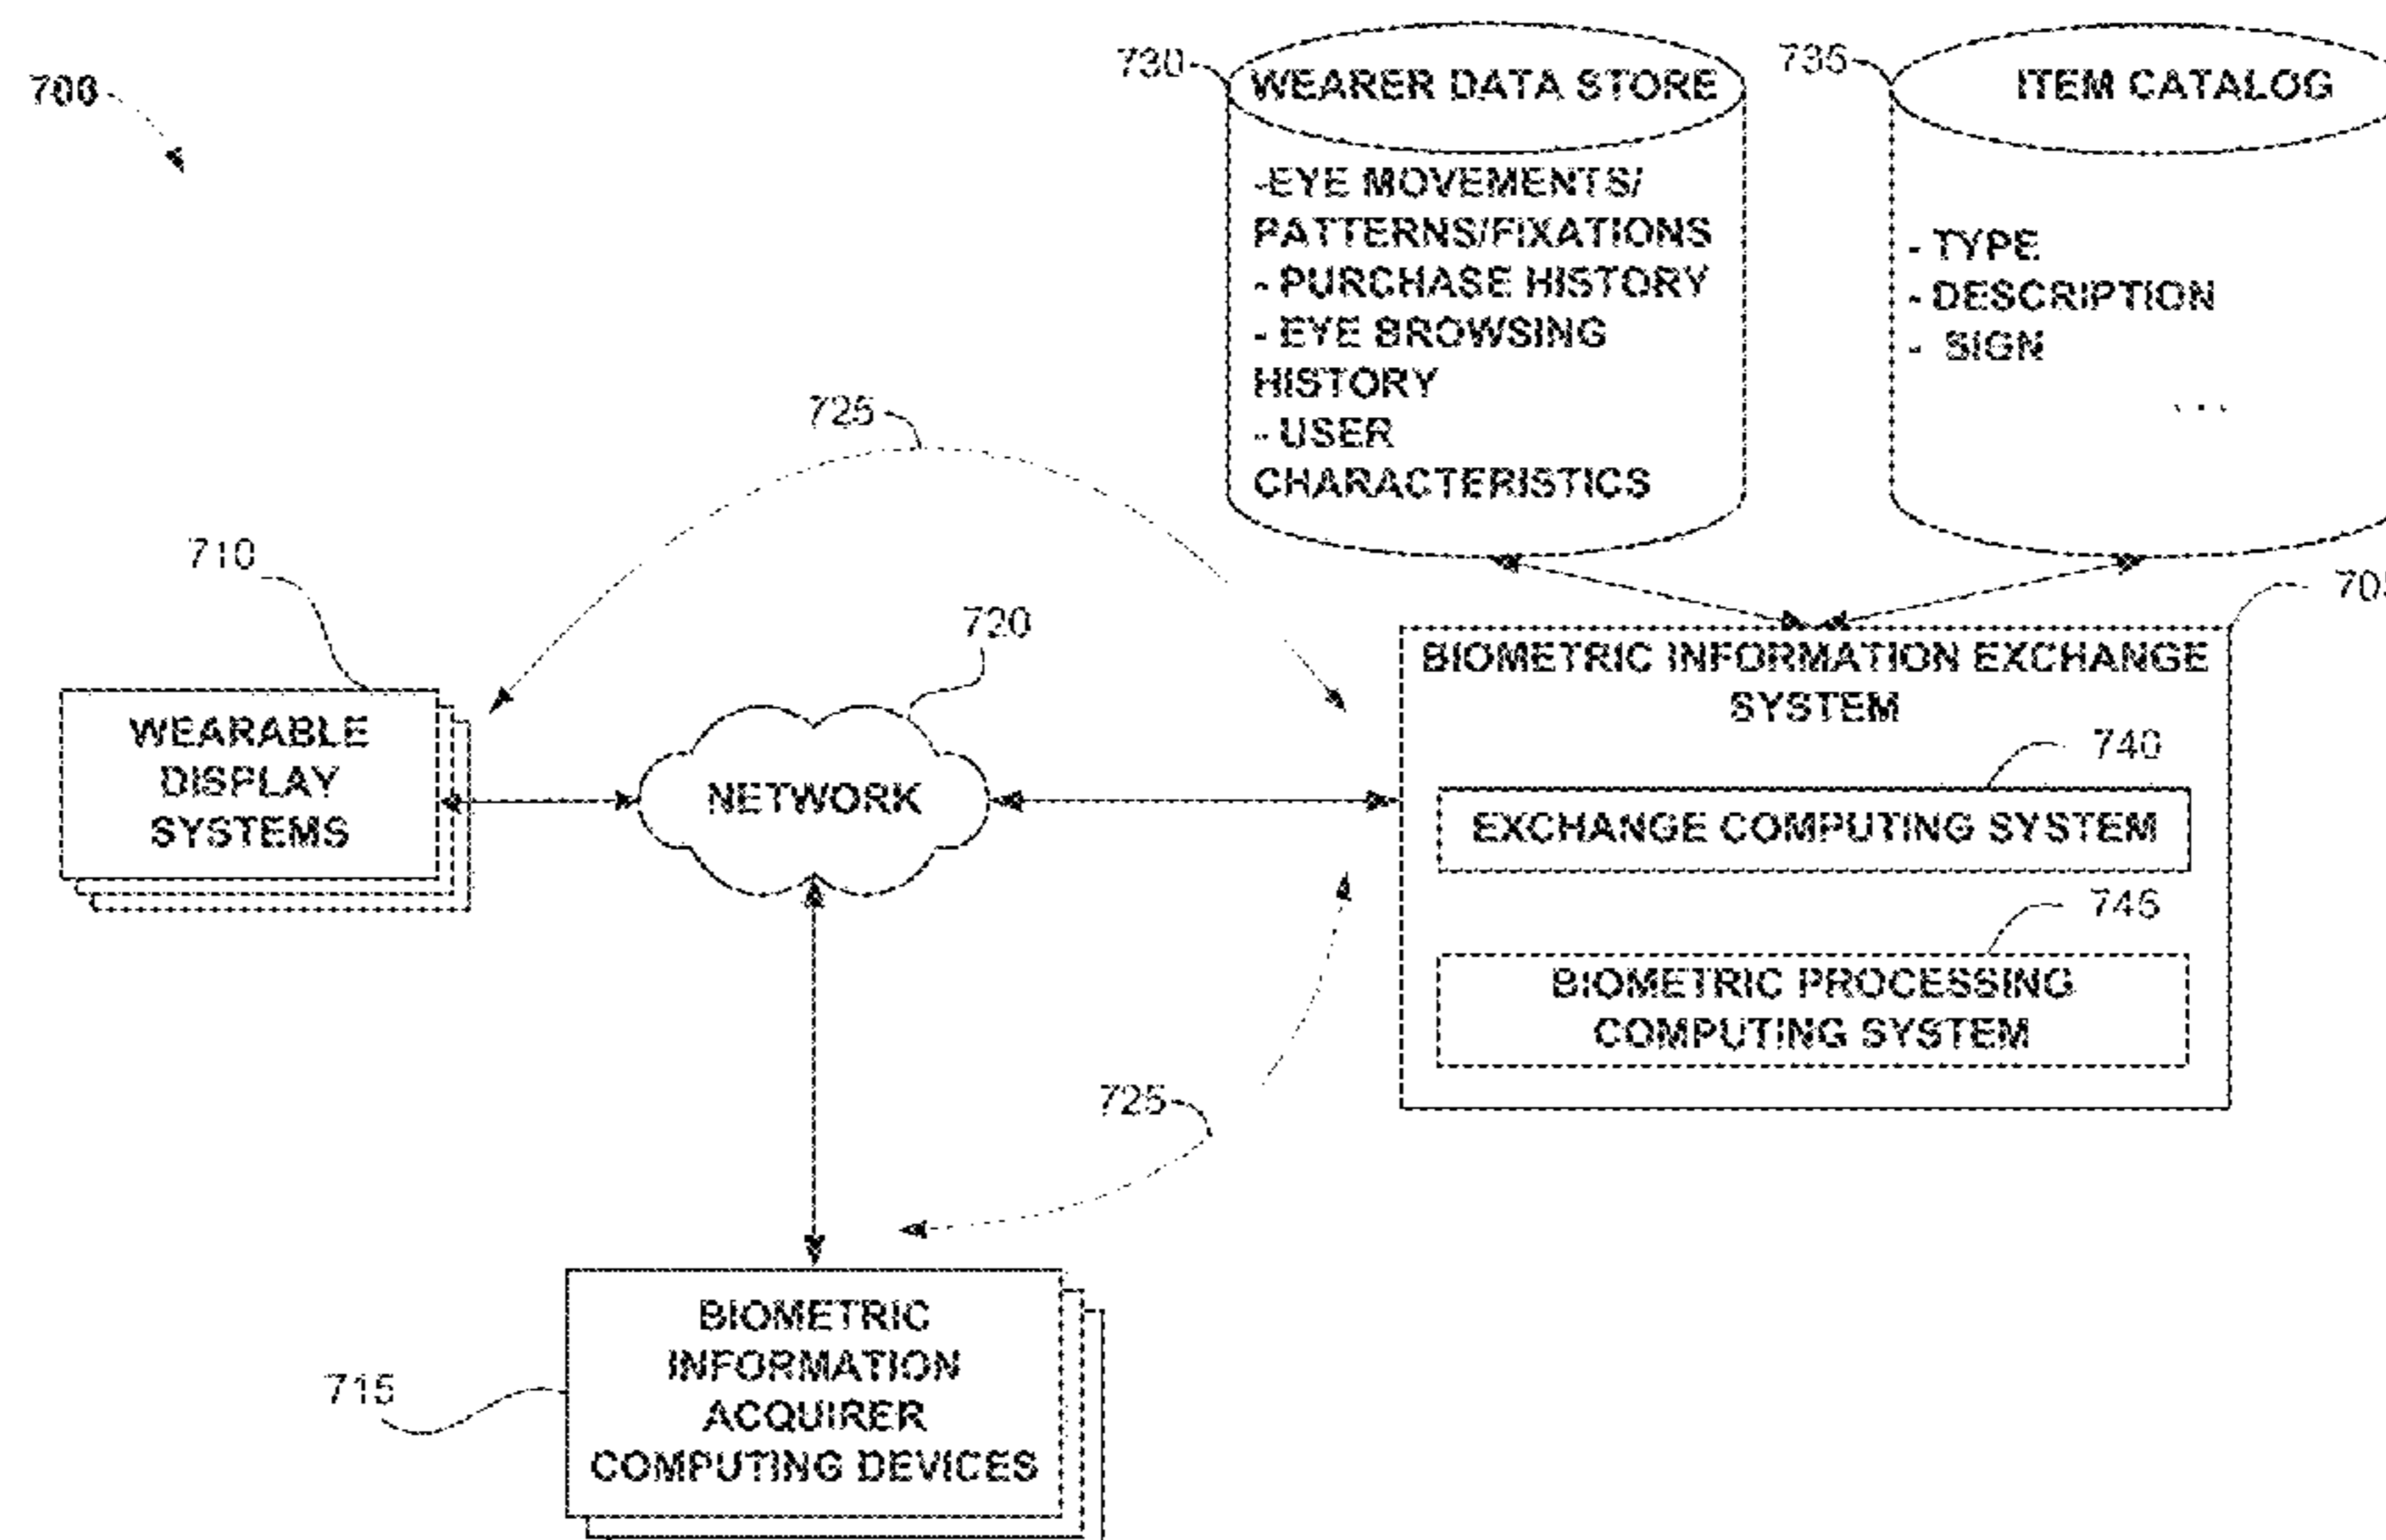 700
730
WEARER DATA STORE
-EYE MOVEMENTS/
PATTERNS/FIXATIONS
- PURCHASE HISTORY
- EYE BROWSING
HISTORY
- USER
CHARACTERISTICS
735
ITEM CATALOG
- TYPE
- DESCRIPTION
- SIGN
...
725
710
WEARABLE
DISPLAY
SYSTEMS
720
NETWORK
705
BIOMETRIC INFORMATION EXCHANGE
SYSTEM
740
EXCHANGE COMPUTING SYSTEM
745
BIOMETRIC PROCESSING
COMPUTING SYSTEM
725
715
BIOMETRIC
INFORMATION
ACQUIRER
COMPUTING DEVICES